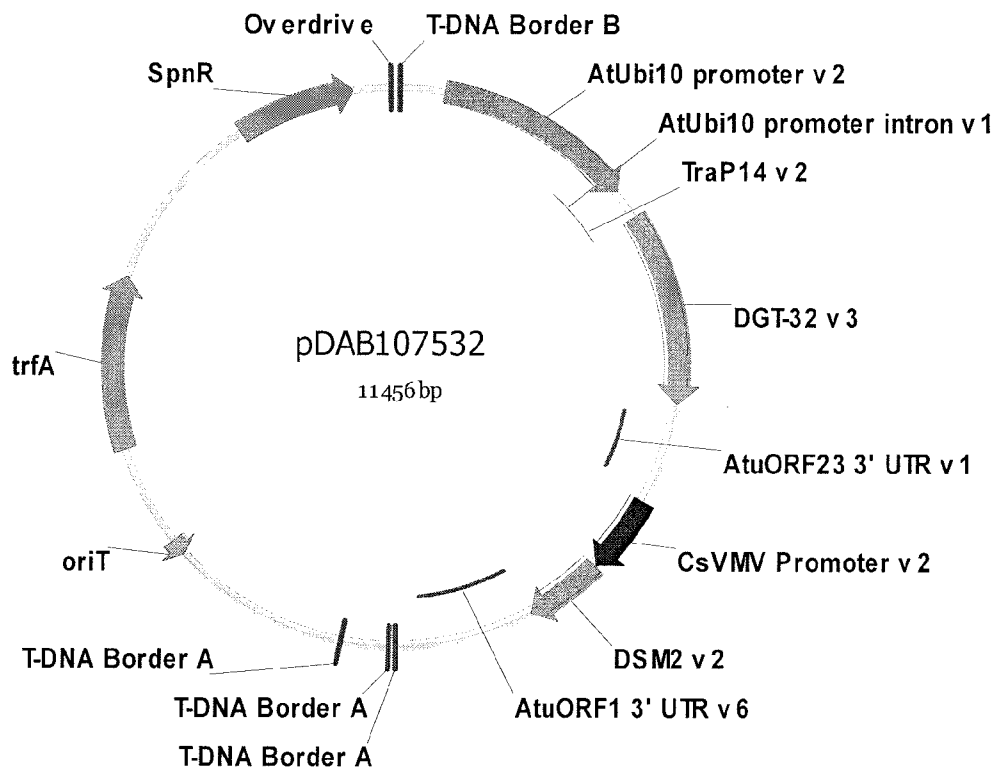 Overdrive
T-DNA Border B
SpnR
AtUbi10 promoter v 2
AtUbi10 promoter intron v 1
TraP14 v 2
DGT-32 v 3
pDAB107532
11456 bp
trfA
AtuORF23 3' UTR v 1
oriT
CsVMV Promoter v 2
T-DNA Border A
DSM2 v 2
T-DNA Border A
AtuORF1 3' UTR v 6
T-DNA Border A